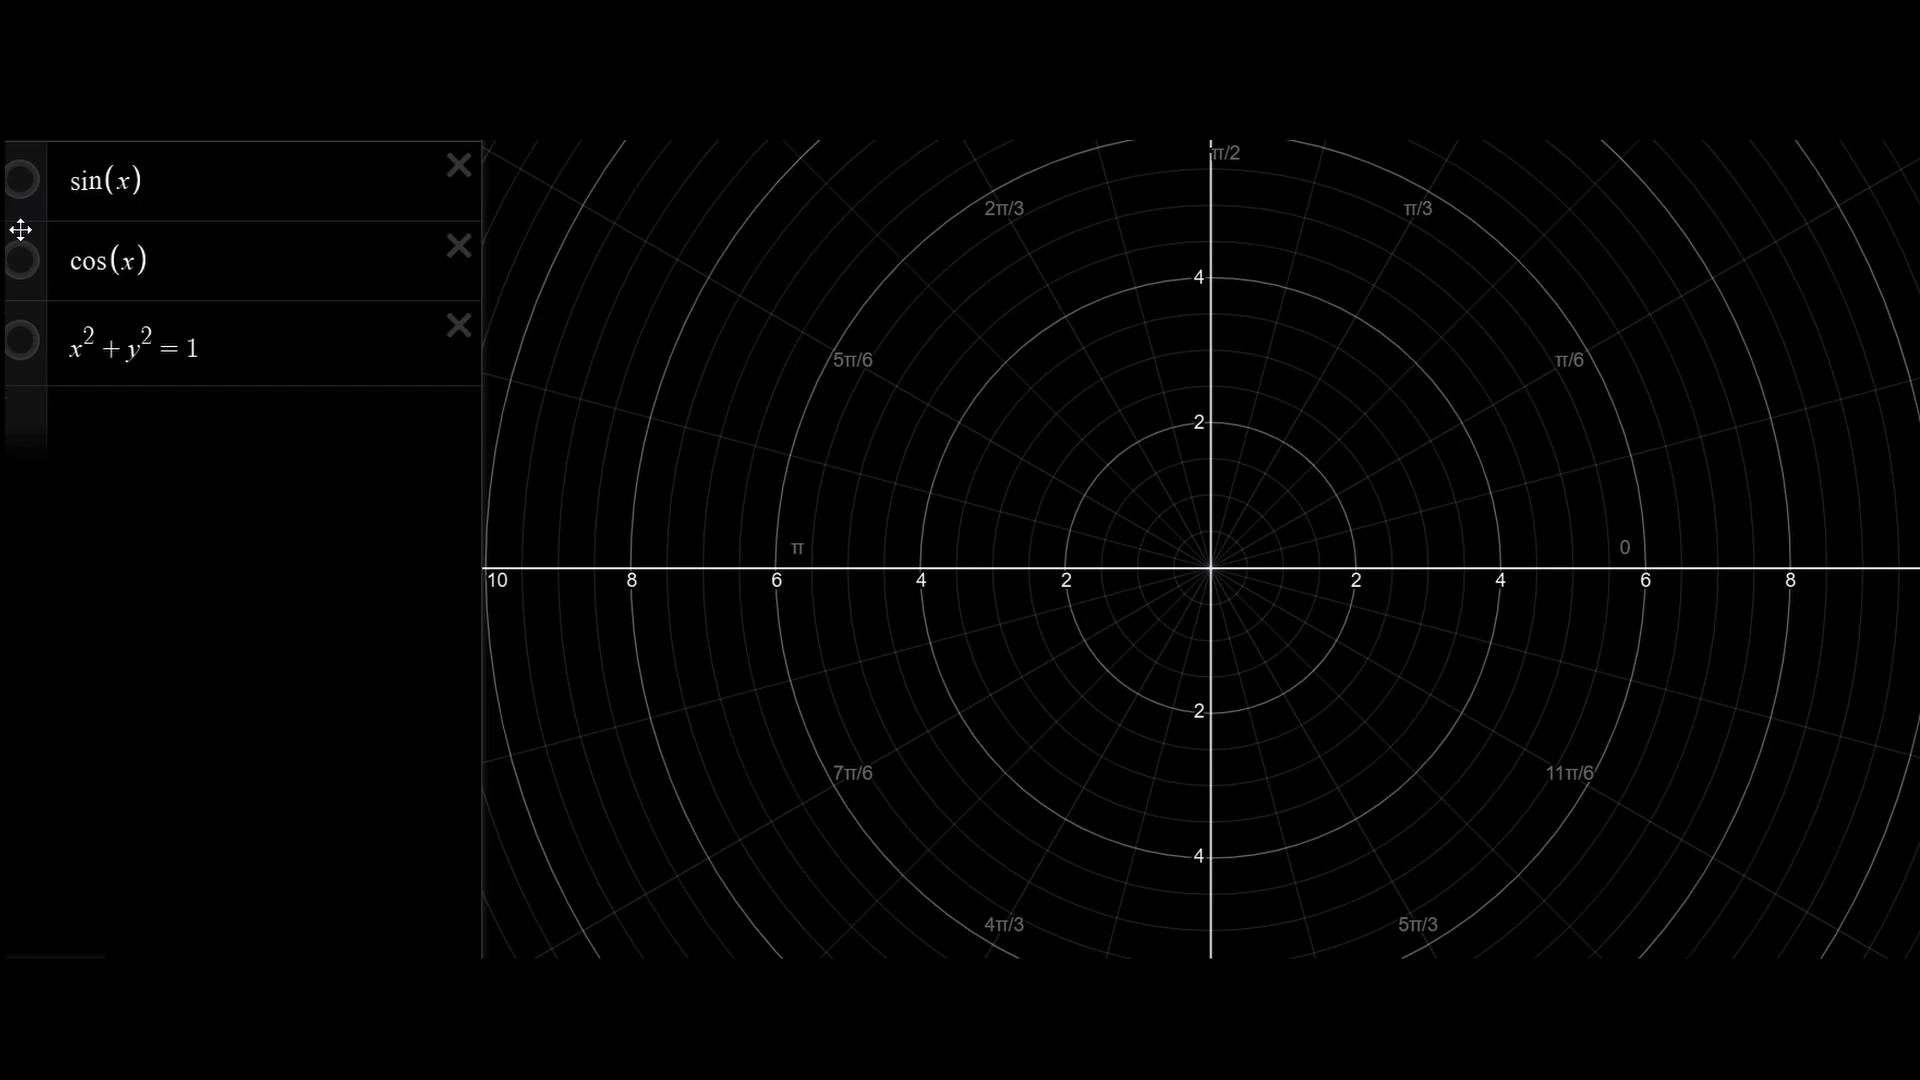 sin(x)
cos(x)
x² + y² = 1
π/2
2π/3
π/3
4
5π/6
π/6
2
π
0
10 8 6 4 2 2 4 6 8
2
7π/6
11π/6
4
4π/3
5π/3